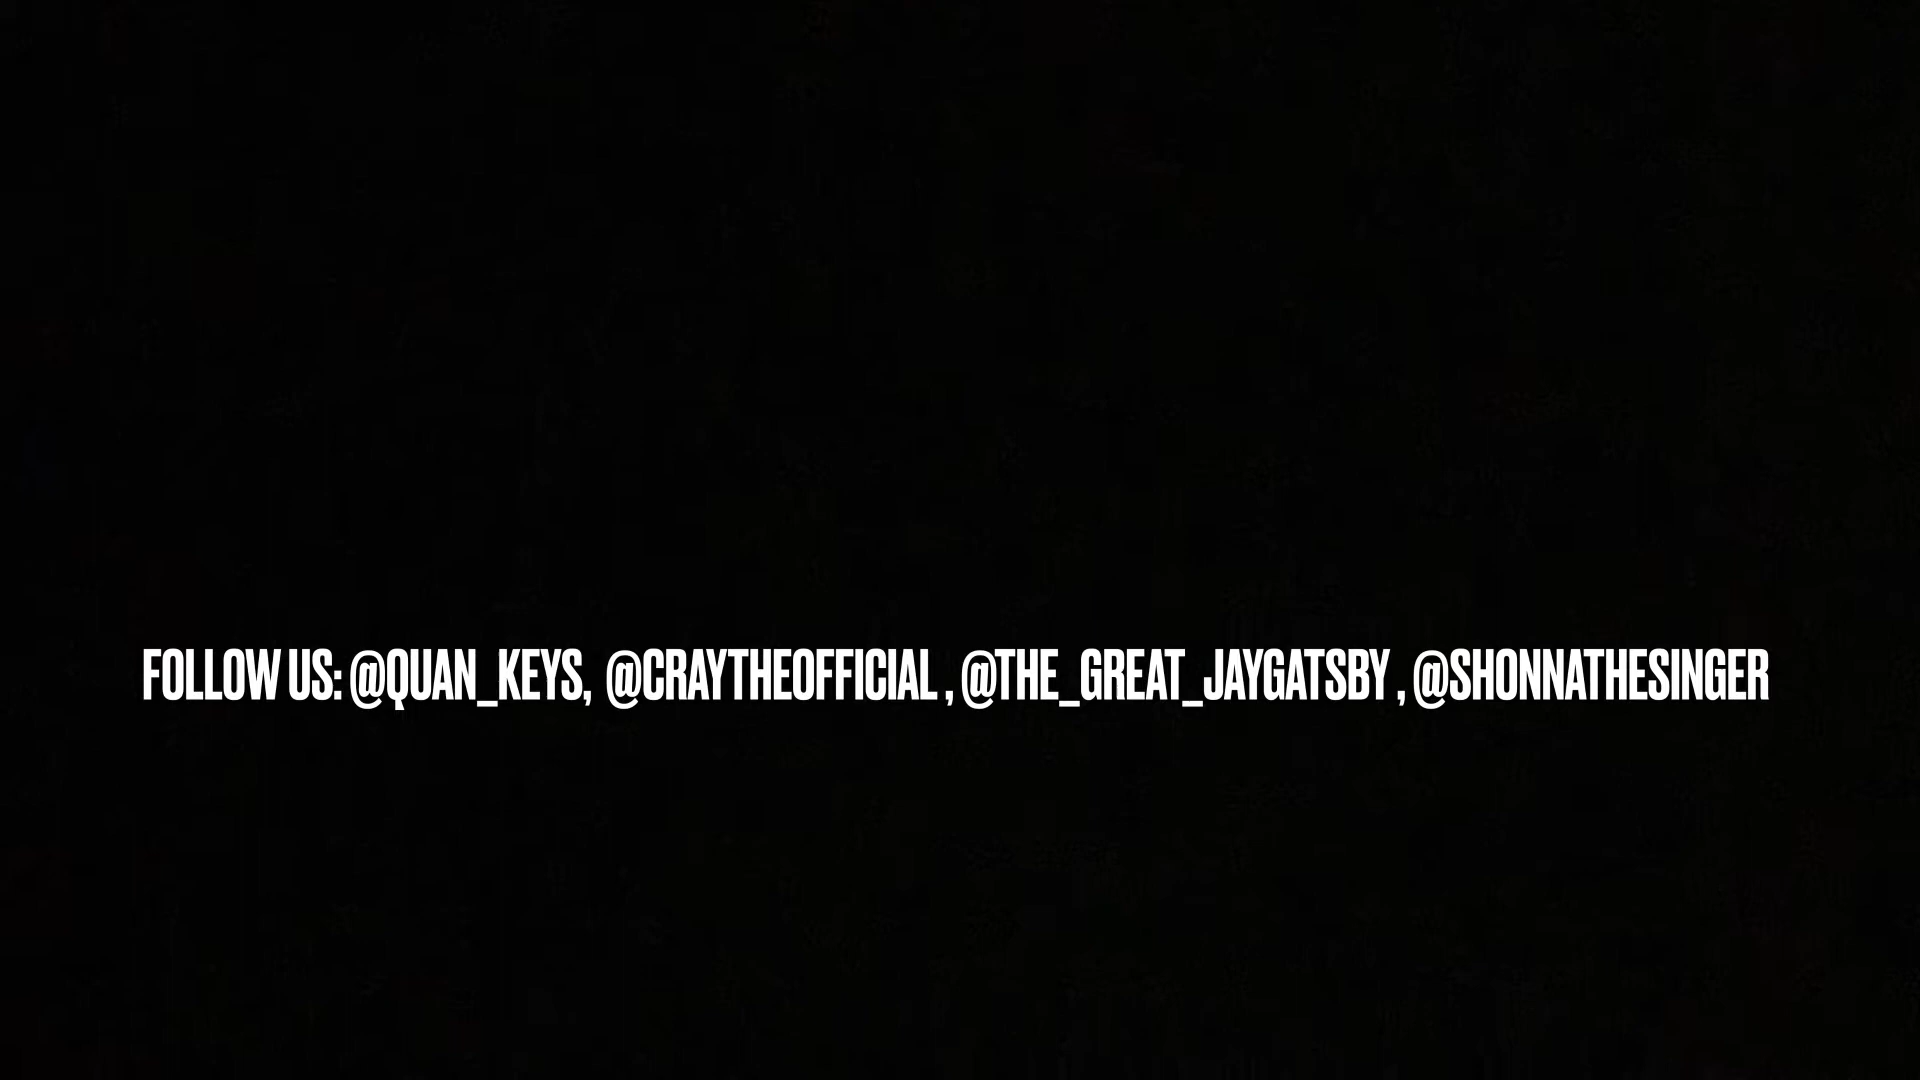 FOLLOW US: @QUAN_KEYS, @CRAYTHEOFFICIAL , @THE_GREAT_JAYGATSBY , @SHONNATHESINGER